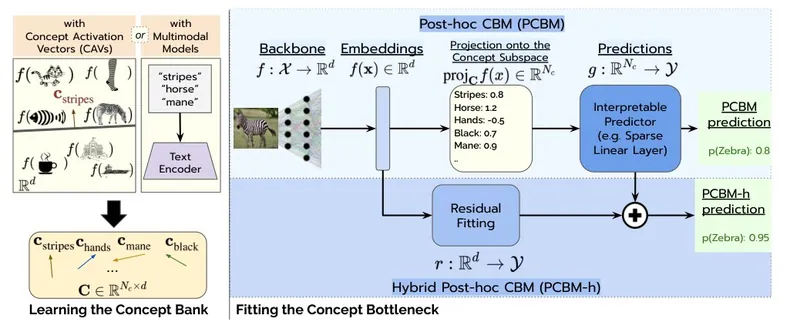 with
Concept Activation
Vectors (CAVs)
or
with
Multimodal
Models
f( )
f( )
c_stripes
f( )
f( )
f( )
f( )
f( )
ℝ^d
"stripes"
"horse"
"mane"
Text
Encoder
c_stripes c_hands c_mane c_black
...
C ∈ ℝ^{N_c×d}
Learning the Concept Bank
Post-hoc CBM (PCBM)
Backbone
f : 𝒳 → ℝ^d
Embeddings
f(x) ∈ ℝ^d
Projection onto the
Concept Subspace
proj_C f(x) ∈ ℝ^{N_c}
Predictions
g : ℝ^{N_c} → 𝒴
Stripes: 0.8
Horse: 1.2
Hands: -0.5
Black: 0.7
Mane: 0.9
..
Interpretable
Predictor
(e.g. Sparse
Linear Layer)
PCBM
prediction
p(Zebra): 0.8
Residual
Fitting
r : ℝ^d → 𝒴
+
PCBM-h
prediction
p(Zebra): 0.95
Hybrid Post-hoc CBM (PCBM-h)
Fitting the Concept Bottleneck